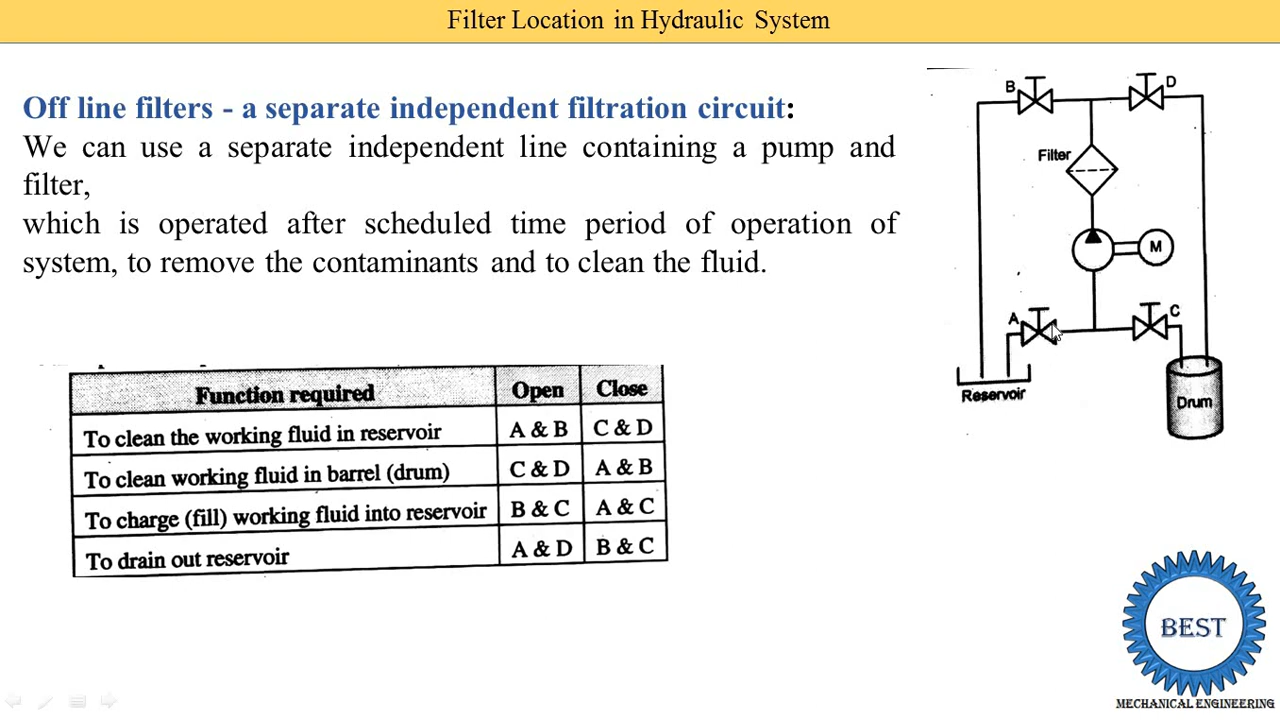 Filter Location in Hydraulic System
Off line filters - a separate independent filtration circuit:
We can use a separate independent line containing a pump and
filter,
which is operated after scheduled time period of operation of
system, to remove the contaminants and to clean the fluid.
B
D
Filter
M
A
C
Reservoir
Drum
Function required Open Close
To clean the working fluid in reservoir A & B C & D
To clean working fluid in barrel (drum) C & D A & B
To charge (fill) working fluid into reservoir B & C A & C
To drain out reservoir A & D B & C
BEST
MECHANICAL ENGINEERING